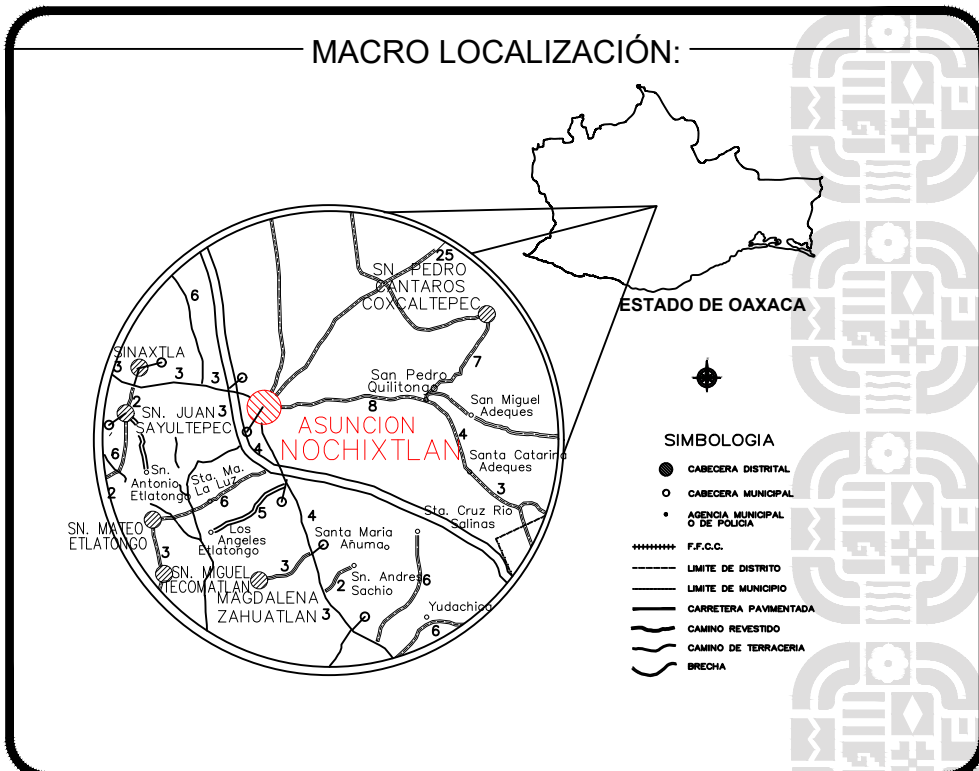 MACRO LOCALIZACIÓN:
ESTADO DE OAXACA
25
SN. PEDRO
CANTAROS
COXCALTEPEC
6
SINAXTLA
3
3
3
7
San Pedro
Quilitongo
2
SN. JUAN
SAYULTEPEC
3
8
San Miguel
Adeques
ASUNCION
NOCHIXTLAN
4
4
Santa Catarina
Adeques
6
Sn.
Antonio
Etlatongo
Sta. Ma.
La Luz
2
6
3
5
4
Sta. Cruz Rio
Salinas
SN. MATEO
ETLATONGO
Los
Angeles
Etlatongo
Santa Maria
Añuma
3
SN. MIGUEL
TECOMATLAN
3
MAGDALENA
ZAHUATLAN
2
Sn. Andres
Sachio
6
3
Yudachica
6
SIMBOLOGIA
CABECERA DISTRITAL
CABECERA MUNICIPAL
AGENCIA MUNICIPAL
O DE POLICIA
F.F.C.C.
LIMITE DE DISTRITO
LIMITE DE MUNICIPIO
CARRETERA PAVIMENTADA
CAMINO REVESTIDO
CAMINO DE TERRACERIA
BRECHA